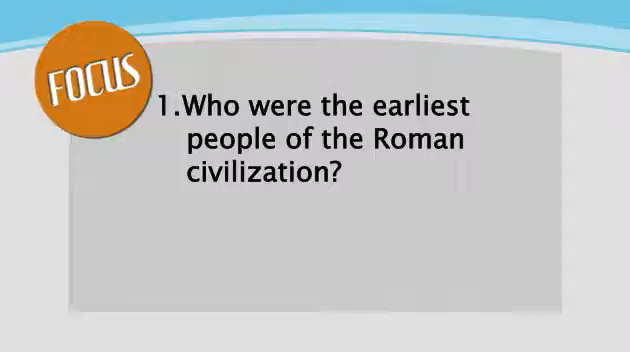 FOCUS
1.Who were the earliest
people of the Roman
civilization?